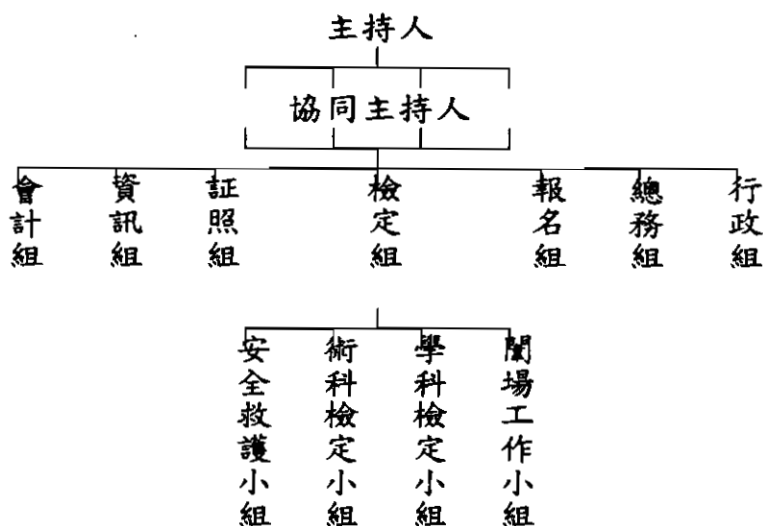 主持人
協同主持人
會計組
資訊組
証照組
檢定組
報名組
總務組
行政組
安全救護小組
術科檢定小組
學科檢定小組
闈場工作小組